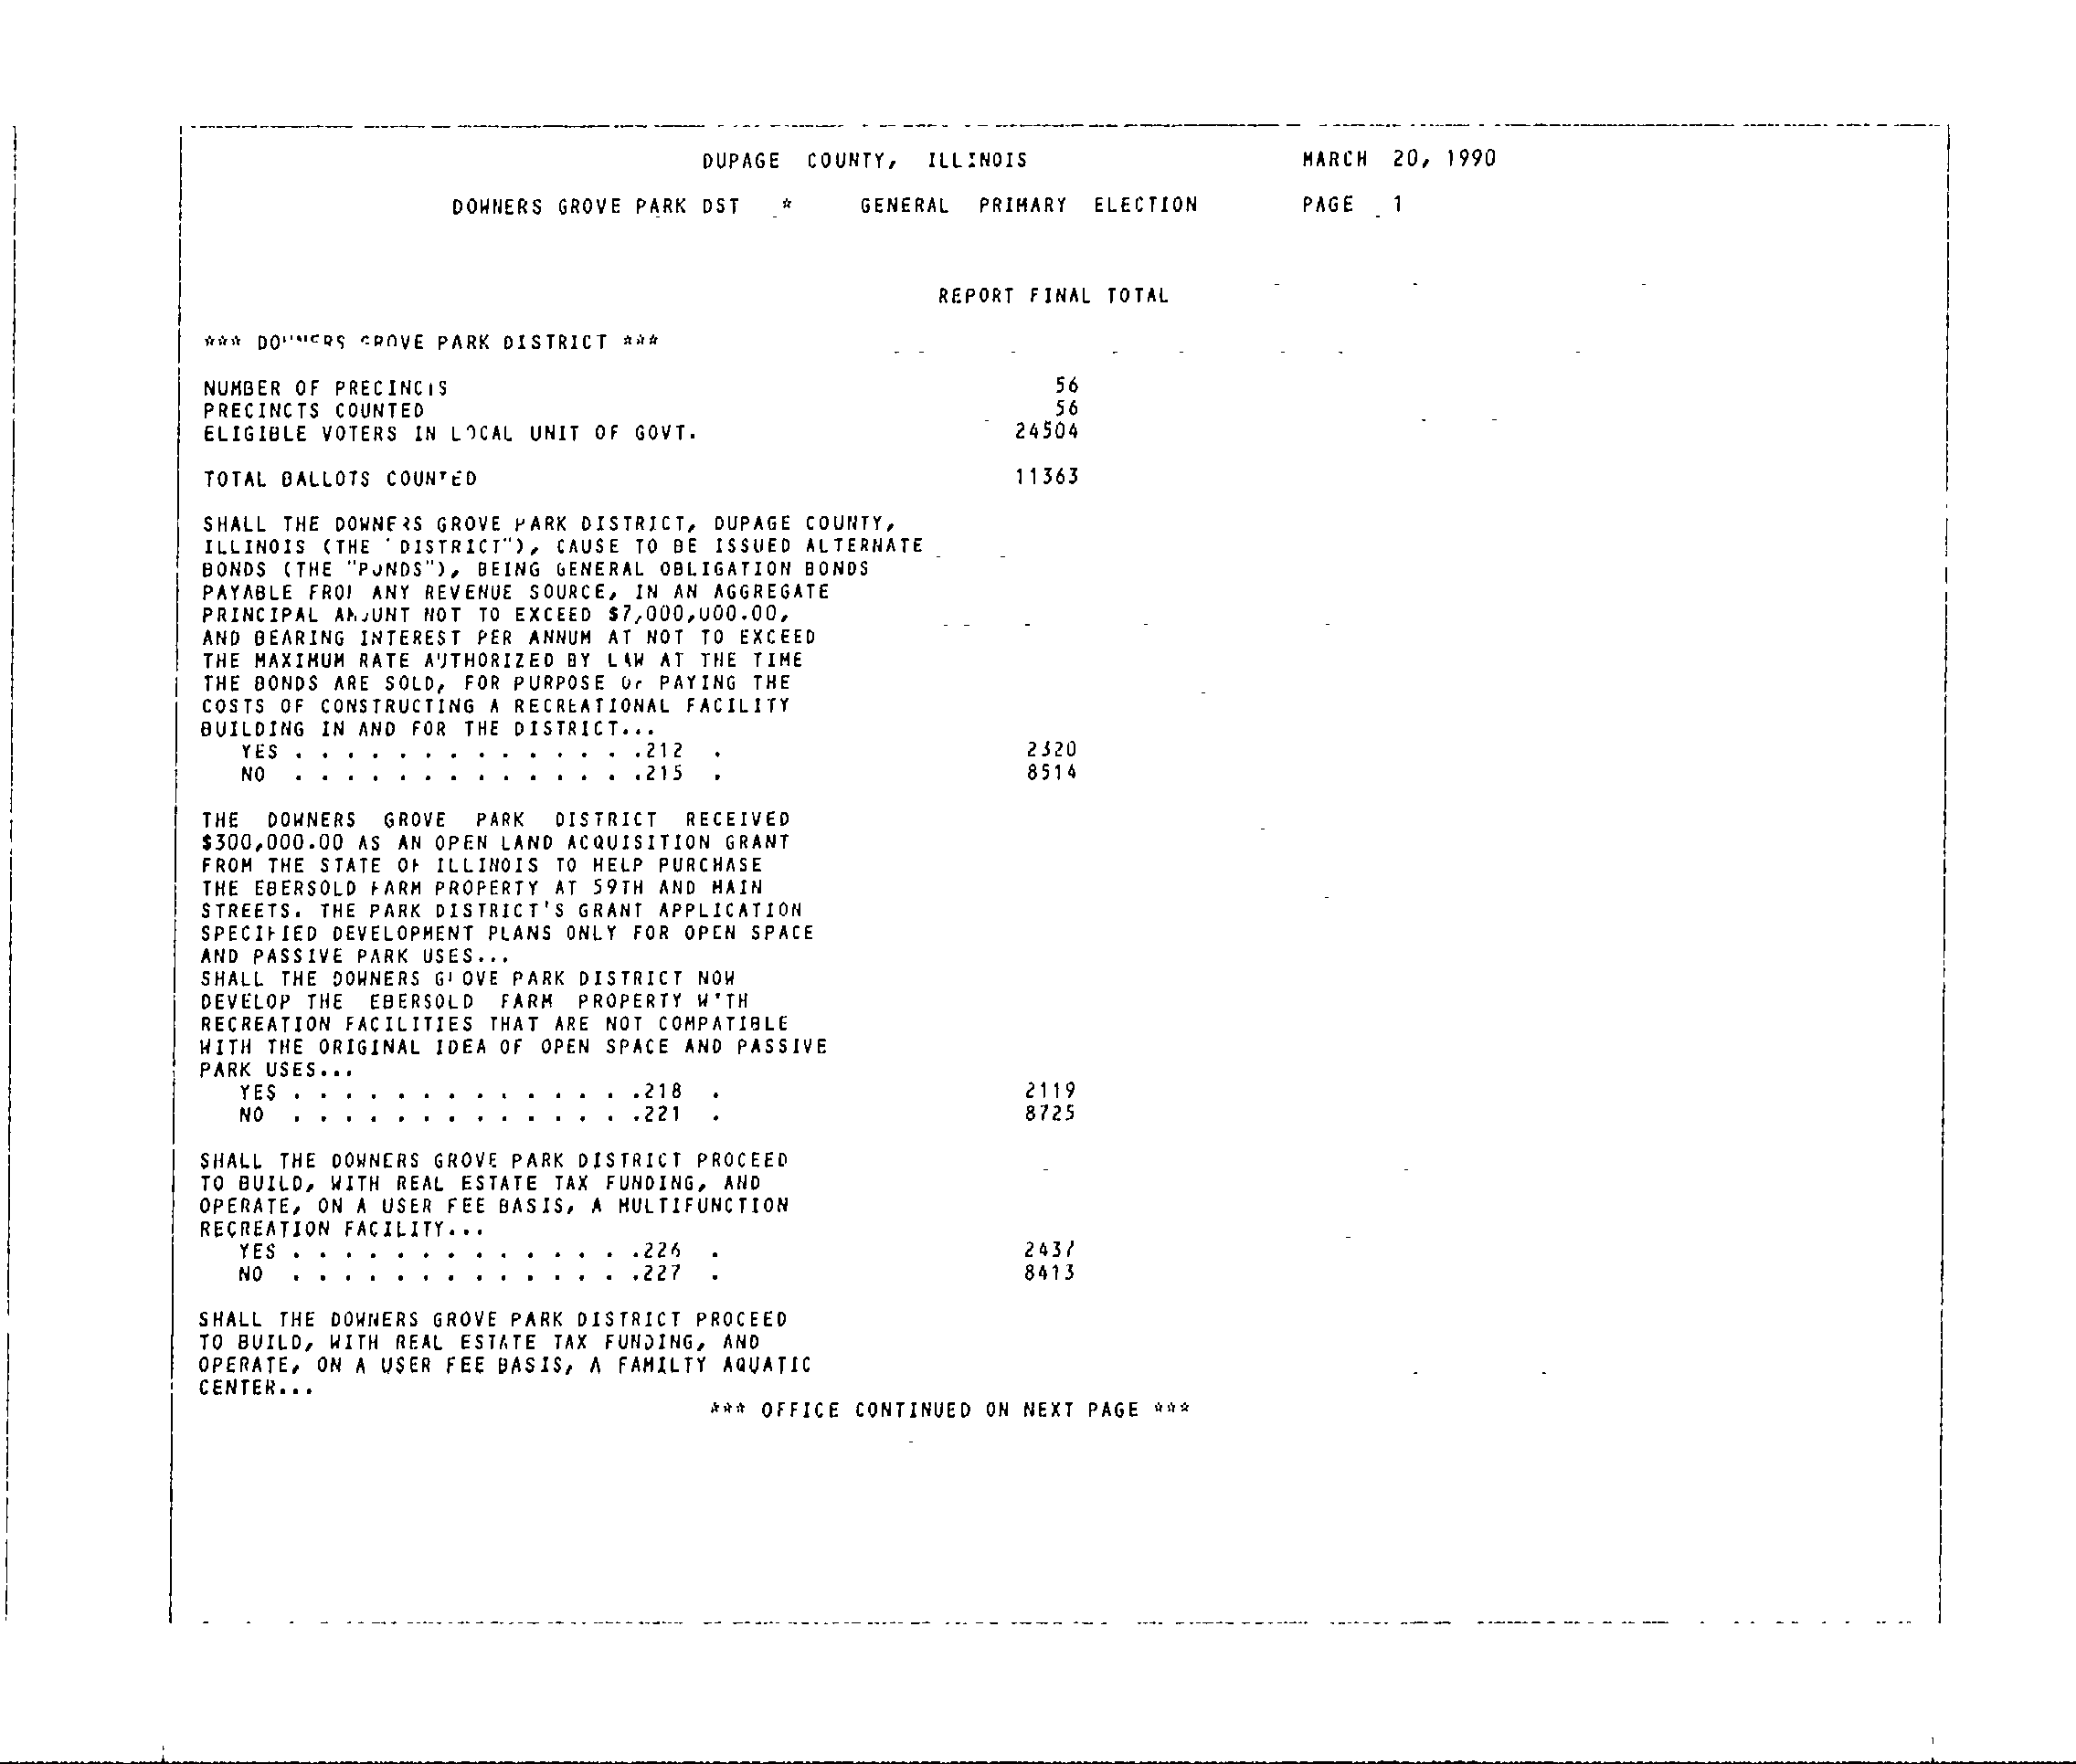 DUPAGE COUNTY, ILLINOIS MARCH 20, 1990
DOWNERS GROVE PARK DST * GENERAL PRIMARY ELECTION PAGE 1
REPORT FINAL TOTAL
*** DOWNERS GROVE PARK DISTRICT ***
NUMBER OF PRECINCTS 56
PRECINCTS COUNTED 56
ELIGIBLE VOTERS IN LOCAL UNIT OF GOVT. 24504
TOTAL BALLOTS COUNTED 11363
SHALL THE DOWNERS GROVE PARK DISTRICT, DUPAGE COUNTY,
ILLINOIS (THE "DISTRICT"), CAUSE TO BE ISSUED ALTERNATE
BONDS (THE "BONDS"), BEING GENERAL OBLIGATION BONDS
PAYABLE FROM ANY REVENUE SOURCE, IN AN AGGREGATE
PRINCIPAL AMOUNT NOT TO EXCEED $7,000,000.00,
AND BEARING INTEREST PER ANNUM AT NOT TO EXCEED
THE MAXIMUM RATE AUTHORIZED BY LAW AT THE TIME
THE BONDS ARE SOLD, FOR PURPOSE OF PAYING THE
COSTS OF CONSTRUCTING A RECREATIONAL FACILITY
BUILDING IN AND FOR THE DISTRICT...
YES . . . . . . . . . . . . . .212 . 2320
NO . . . . . . . . . . . . . .215 . 8514
THE DOWNERS GROVE PARK DISTRICT RECEIVED
$300,000.00 AS AN OPEN LAND ACQUISITION GRANT
FROM THE STATE OF ILLINOIS TO HELP PURCHASE
THE EBERSOLD FARM PROPERTY AT 59TH AND MAIN
STREETS. THE PARK DISTRICT'S GRANT APPLICATION
SPECIFIED DEVELOPMENT PLANS ONLY FOR OPEN SPACE
AND PASSIVE PARK USES...
SHALL THE DOWNERS GROVE PARK DISTRICT NOW
DEVELOP THE EBERSOLD FARM PROPERTY WITH
RECREATION FACILITIES THAT ARE NOT COMPATIBLE
WITH THE ORIGINAL IDEA OF OPEN SPACE AND PASSIVE
PARK USES...
YES . . . . . . . . . . . . . .218 . 2119
NO . . . . . . . . . . . . . .221 . 8725
SHALL THE DOWNERS GROVE PARK DISTRICT PROCEED
TO BUILD, WITH REAL ESTATE TAX FUNDING, AND
OPERATE, ON A USER FEE BASIS, A MULTIFUNCTION
RECREATION FACILITY...
YES . . . . . . . . . . . . . .226 . 2437
NO . . . . . . . . . . . . . .227 . 8413
SHALL THE DOWNERS GROVE PARK DISTRICT PROCEED
TO BUILD, WITH REAL ESTATE TAX FUNDING, AND
OPERATE, ON A USER FEE BASIS, A FAMILTY AQUATIC
CENTER...
*** OFFICE CONTINUED ON NEXT PAGE ***